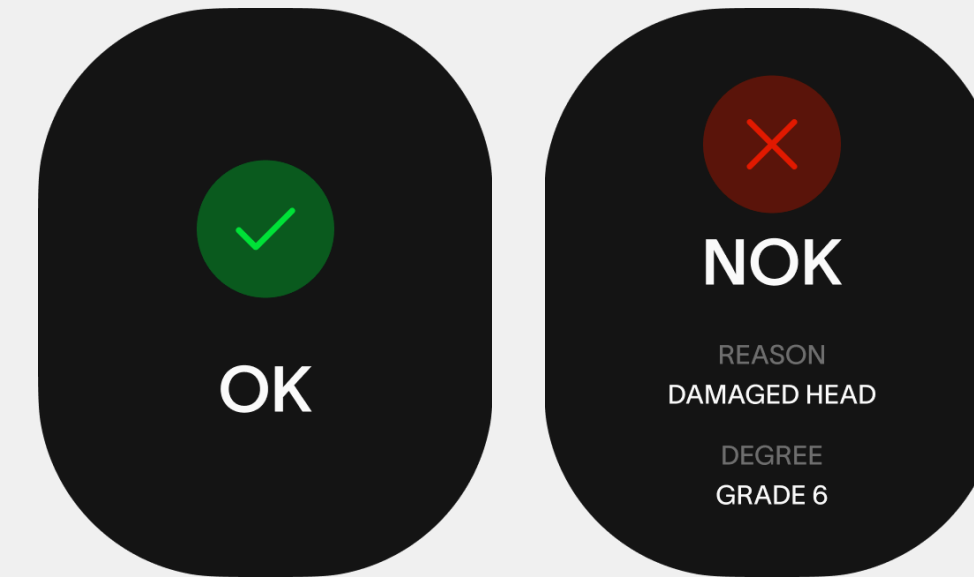 OK
NOK
REASON
DAMAGED HEAD
DEGREE
GRADE 6